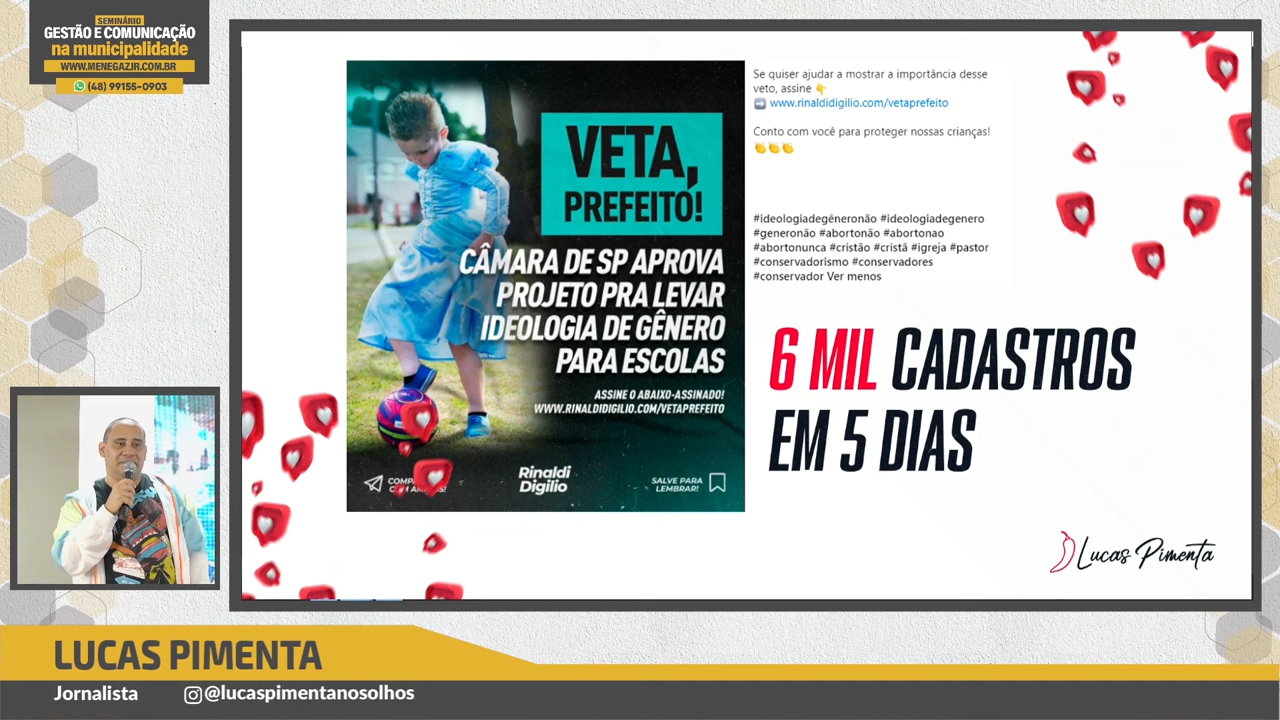 SEMINÁRIO
GESTÃO E COMUNICAÇÃO
na municipalidade
WWW.MENEGAZJR.COM.BR
(48) 99155-0903
VETA,
PREFEITO!
CÂMARA DE SP APROVA
PROJETO PRA LEVAR
IDEOLOGIA DE GÊNERO
PARA ESCOLAS
ASSINE O ABAIXO-ASSINADO!
WWW.RINALDIDIGILIO.COM/VETAPREFEITO
Rinaldi
Digilio
SALVE PARA
LEMBRAR!
Se quiser ajudar a mostrar a importância desse
veto, assine 👇
➡ www.rinaldidigilio.com/vetaprefeito
Conto com você para proteger nossas crianças!
👏👏👏
#ideologiadegêneronão #ideologiadegenero
#generonão #abortonão #abortonao
#abortonunca #cristão #cristã #igreja #pastor
#conservadorismo #conservadores
#conservador Ver menos
6 MIL CADASTROS
EM 5 DIAS
Lucas Pimenta
LUCAS PIMENTA
Jornalista
@lucaspimentanosolhos